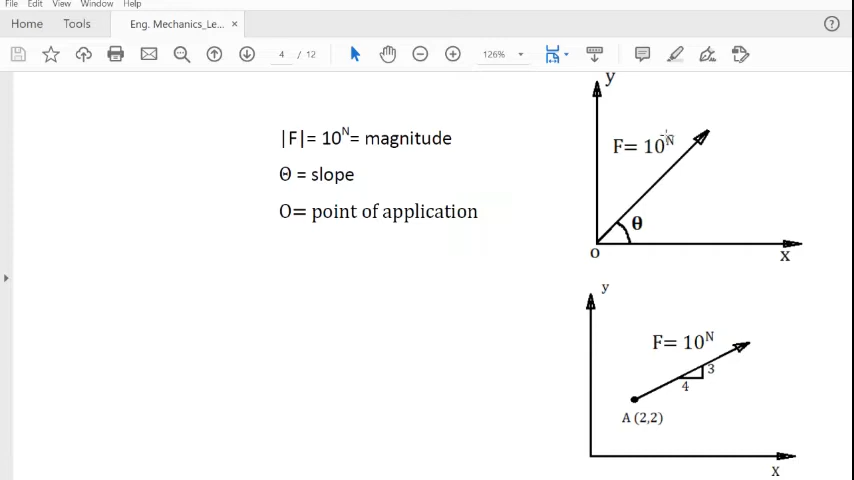 File Edit View Window Help
Home Tools Eng. Mechanics_Le... ×
4 / 12 126%
y
|F|= 10N= magnitude
F= 10N
Θ = slope
O= point of application
θ
O
X
y
F= 10N
3
4
A (2,2)
X